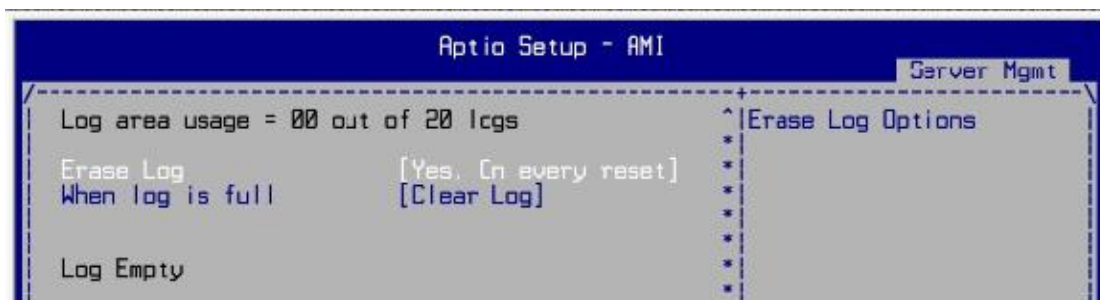 Aptio Setup - AMI
Server Mgmt
Log area usage = 00 out of 20 logs
Erase Log Options
Erase Log [Yes, On every reset]
When log is full [Clear Log]
Log Empty